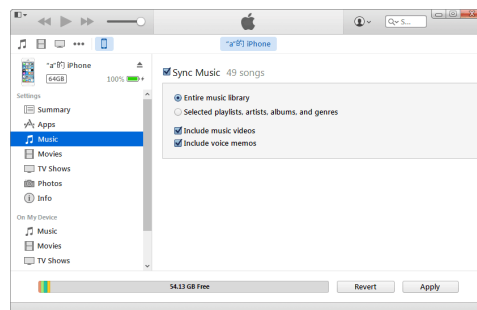 S...
"a"的 iPhone
"a"的 iPhone
64GB
100%
Sync Music 49 songs
Settings
Entire music library
Summary
Selected playlists, artists, albums, and genres
Apps
Music
Include music videos
Include voice memos
Movies
TV Shows
Photos
Info
On My Device
Music
Movies
TV Shows
54.13 GB Free
Revert
Apply